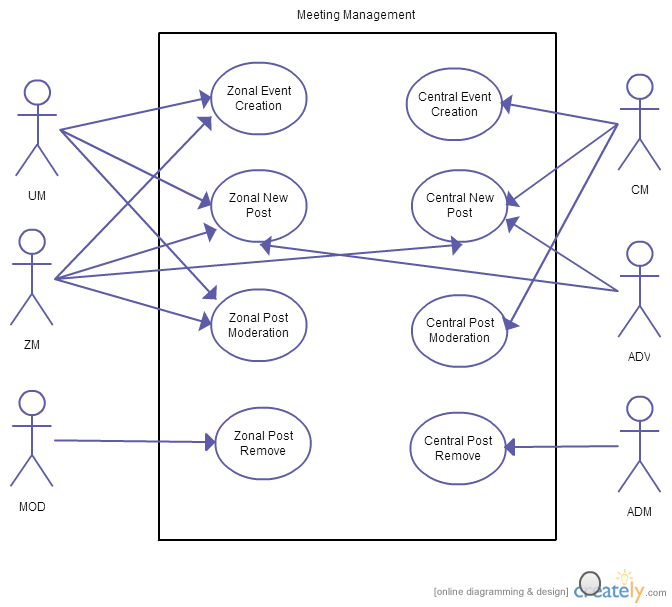 Meeting Management
Zonal Event
Creation
Central Event
Creation
UM
CM
Zonal New
Post
Central New
Post
ZM
ADV
Zonal Post
Moderation
Central Post
Moderation
MOD
ADM
Zonal Post
Remove
Central Post
Remove
[online diagramming & design] creately.com